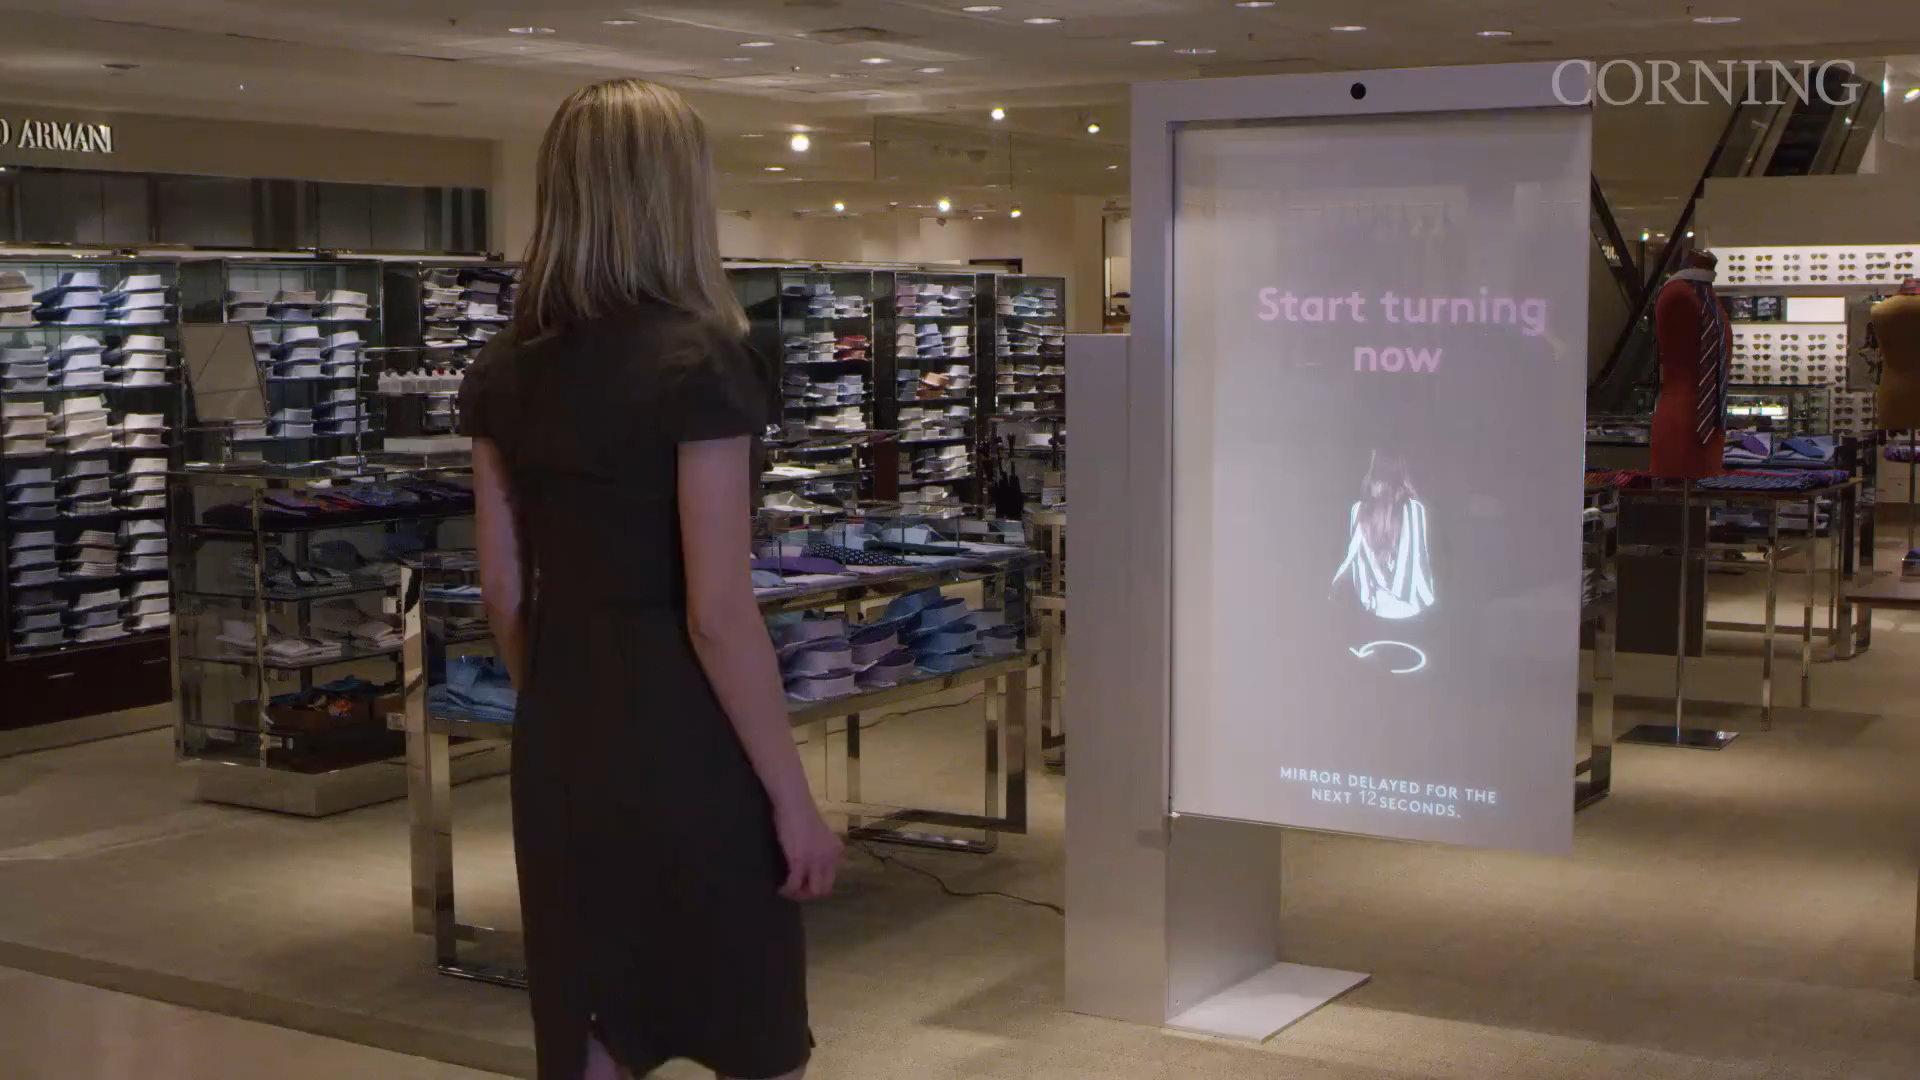 CORNING
ARMANI
Start turning
now
MIRROR DELAYED FOR THE
NEXT 12 SECONDS.